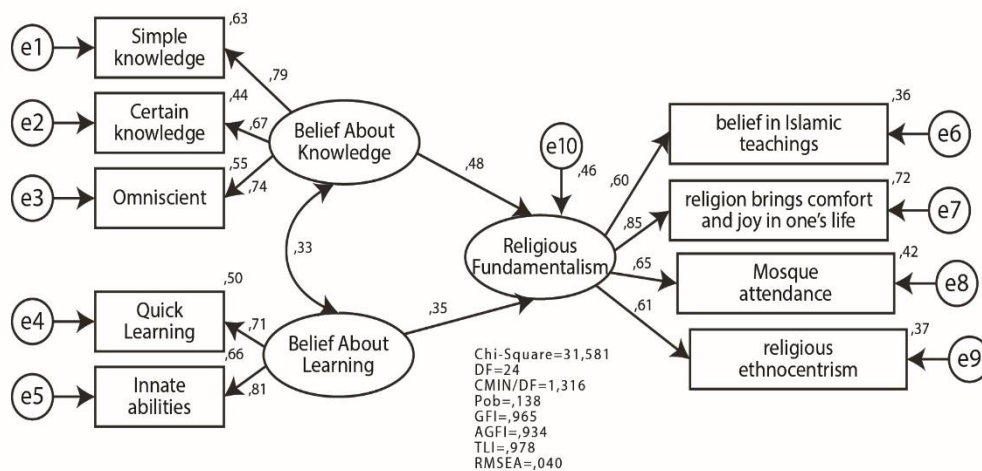 ,63
e1
Simple
knowledge
,79
,44
e2
Certain
knowledge
,67
,55
e3
Omniscient
,74
Belief About
Knowledge
,48
,33
,50
e4
Quick
Learning
,71
,66
e5
Innate
abilities
,81
Belief About
Learning
,35
e10
,46
Religious
Fundamentalism
,60
,85
,65
,61
,36
belief in Islamic
teachings
e6
,72
religion brings comfort
and joy in one's life
e7
,42
Mosque
attendance
e8
,37
religious
ethnocentrism
e9
Chi-Square=31,581
DF=24
CMIN/DF=1,316
Pob=,138
GFI=,965
AGFI=,934
TLI=,978
RMSEA=,040